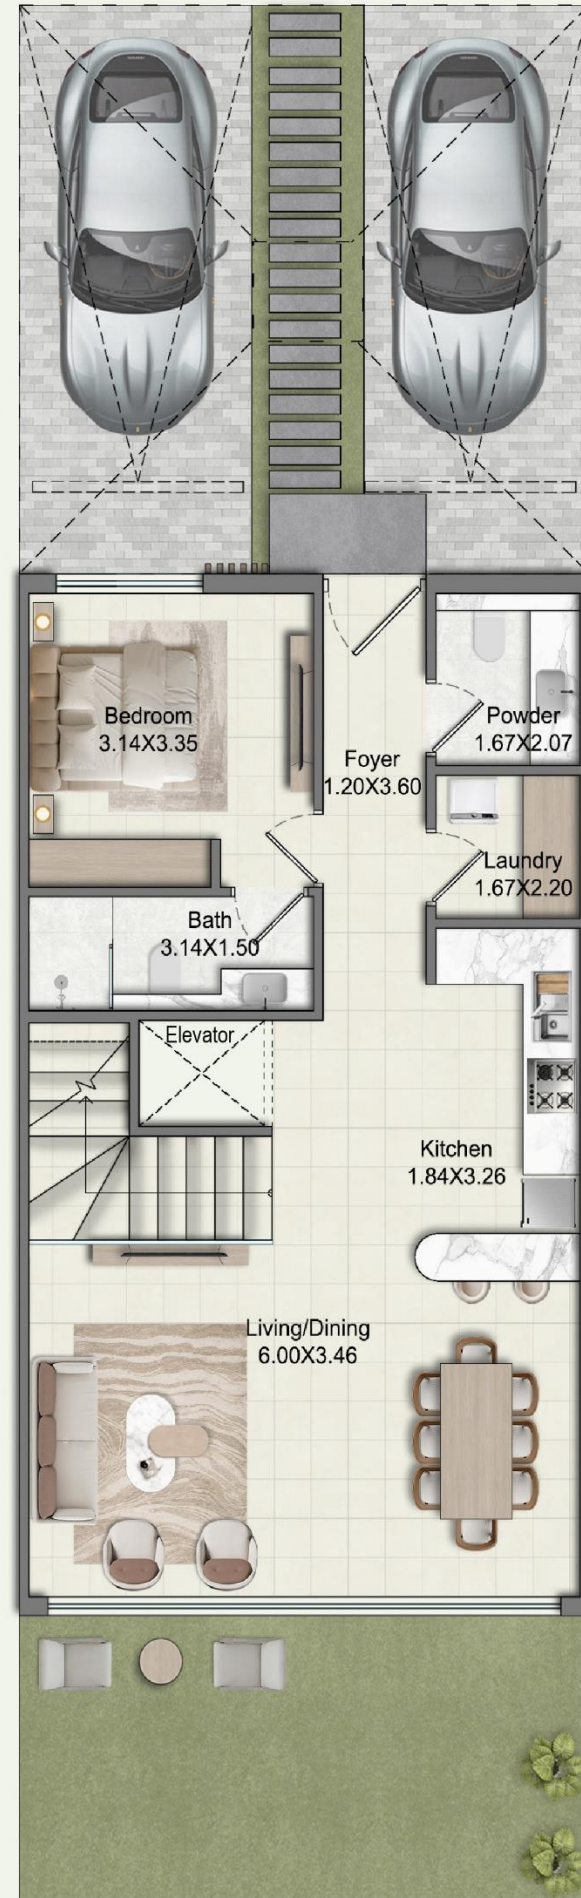 Bedroom
3.14X3.35
Powder
1.67X2.07
Foyer
1.20X3.60
Laundry
1.67X2.20
Bath
3.14X1.50
Elevator
Kitchen
1.84X3.26
Living/Dining
6.00X3.46